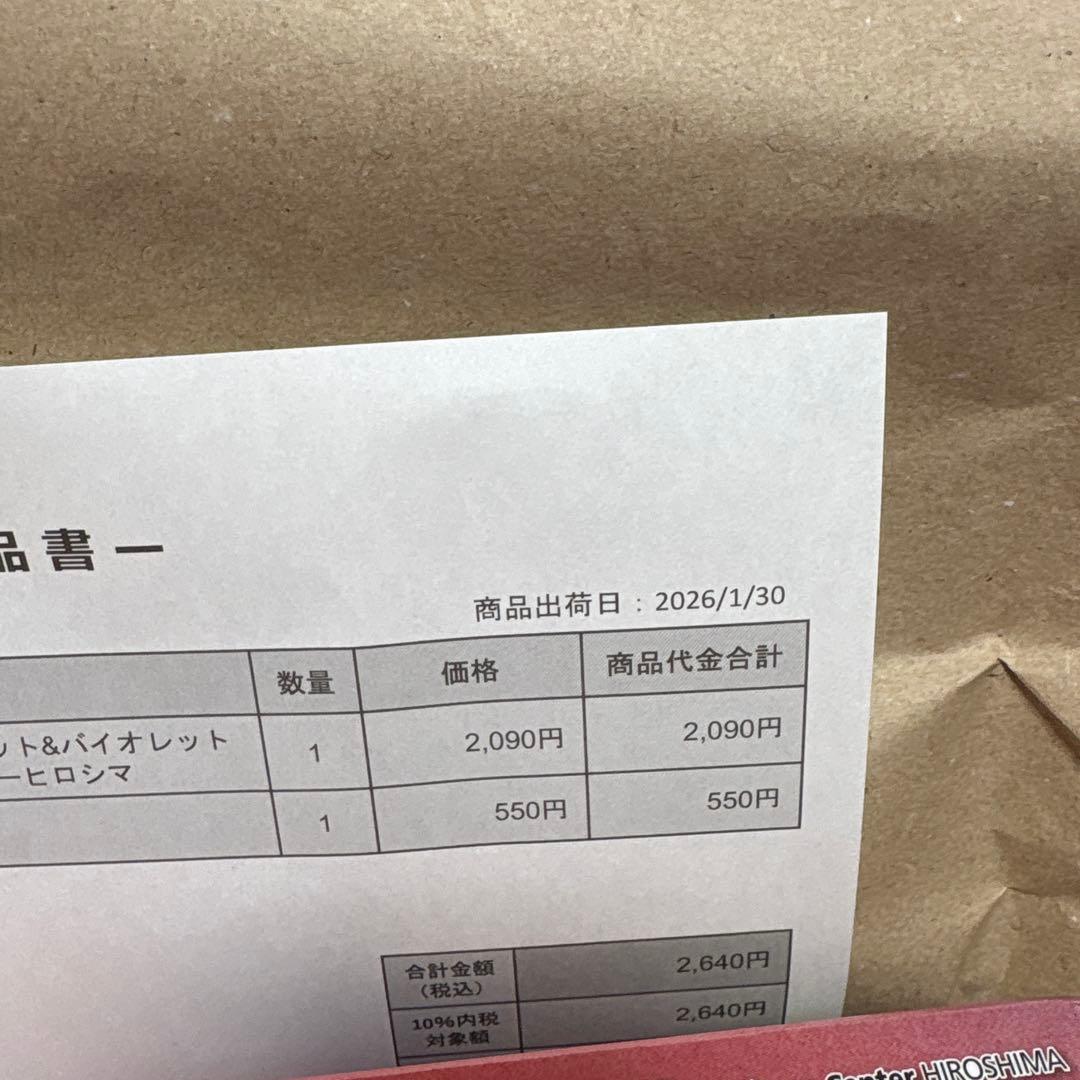 品書ー
商品出荷日：2026/1/30
数量 価格 商品代金合計
ット&バイオレット
ーヒロシマ
1 2,090円 2,090円
1 550円 550円
合計金額
（税込）
2,640円
10%内税
対象額
2,640円
Center HIROSHIMA